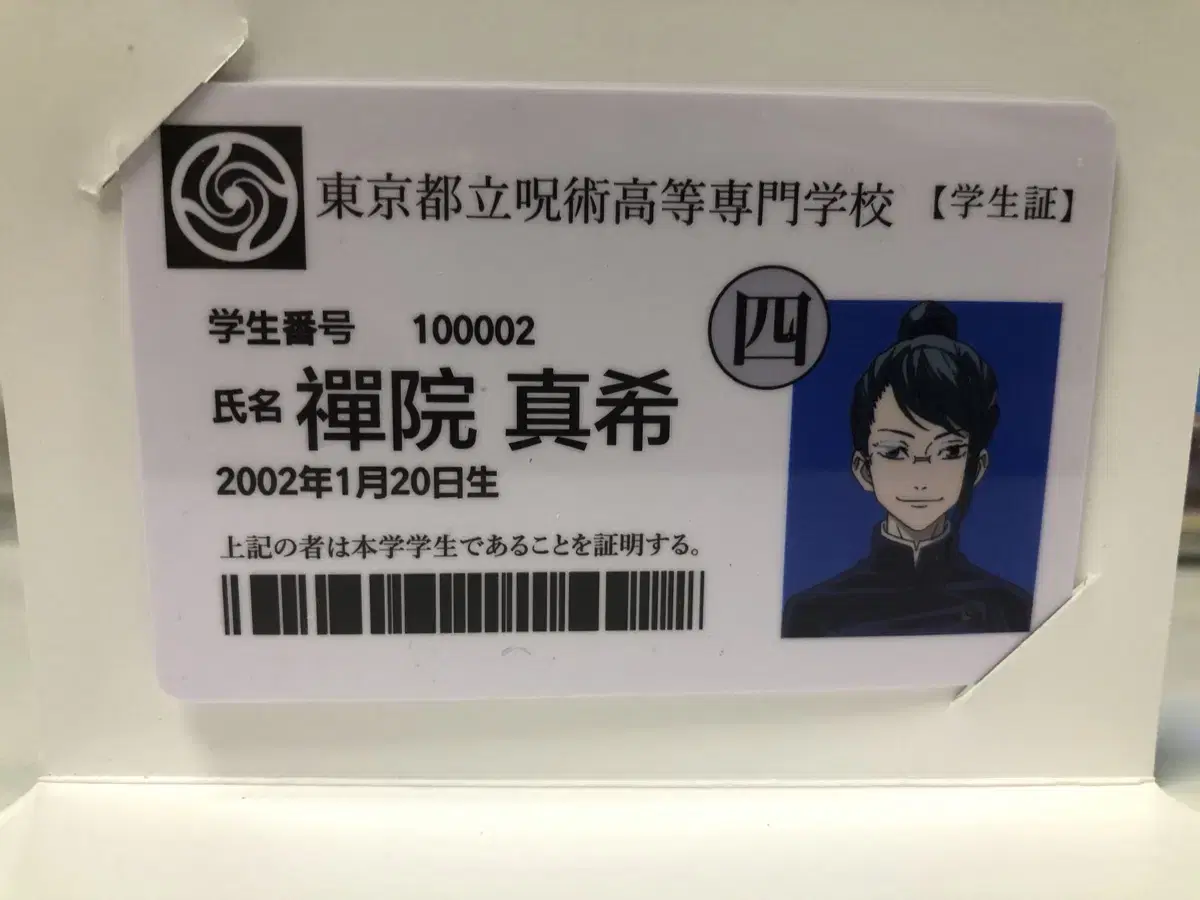 東京都立呪術高等専門学校 【学生証】
四
学生番号 100002
氏名 禪院 真希
2002年1月20日生
上記の者は本学学生であることを証明する。